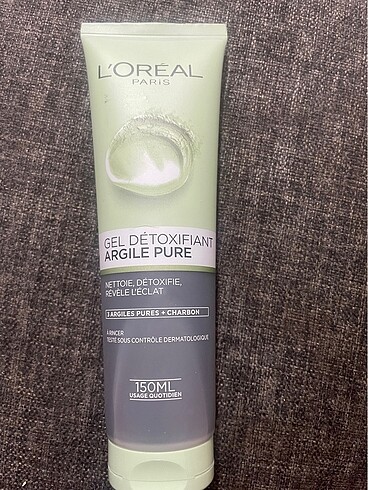 L'ORÉAL
PARIS
GEL DÉTOXIFIANT
ARGILE PURE
NETTOIE, DÉTOXIFIE,
RÉVÈLE L'ÉCLAT
3 ARGILES PURES + CHARBON
À RINCER
TESTÉ SOUS CONTRÔLE DERMATOLOGIQUE
150ML
USAGE QUOTIDIEN